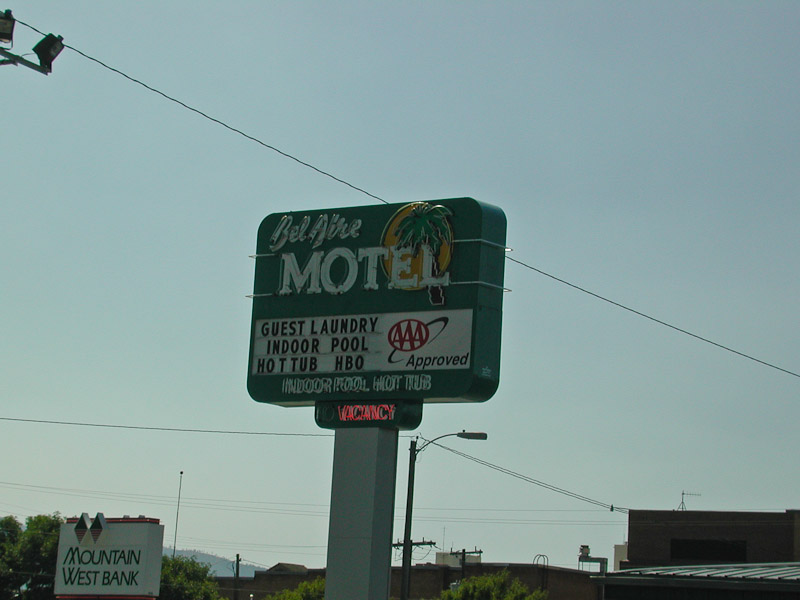 Bel Aire
MOTEL
GUEST LAUNDRY
INDOOR POOL
HOT TUB HBO
AAA
Approved
INDOOR POOL HOT TUB
VACANCY
MOUNTAIN
WEST BANK